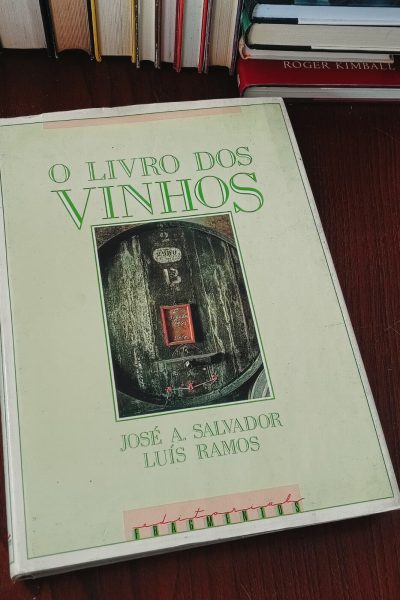 ROGER KIMBALL
O LIVRO DOS
VINHOS
B
JOSÉ A. SALVADOR
LUÍS RAMOS
editorial
FRAGMENTOS